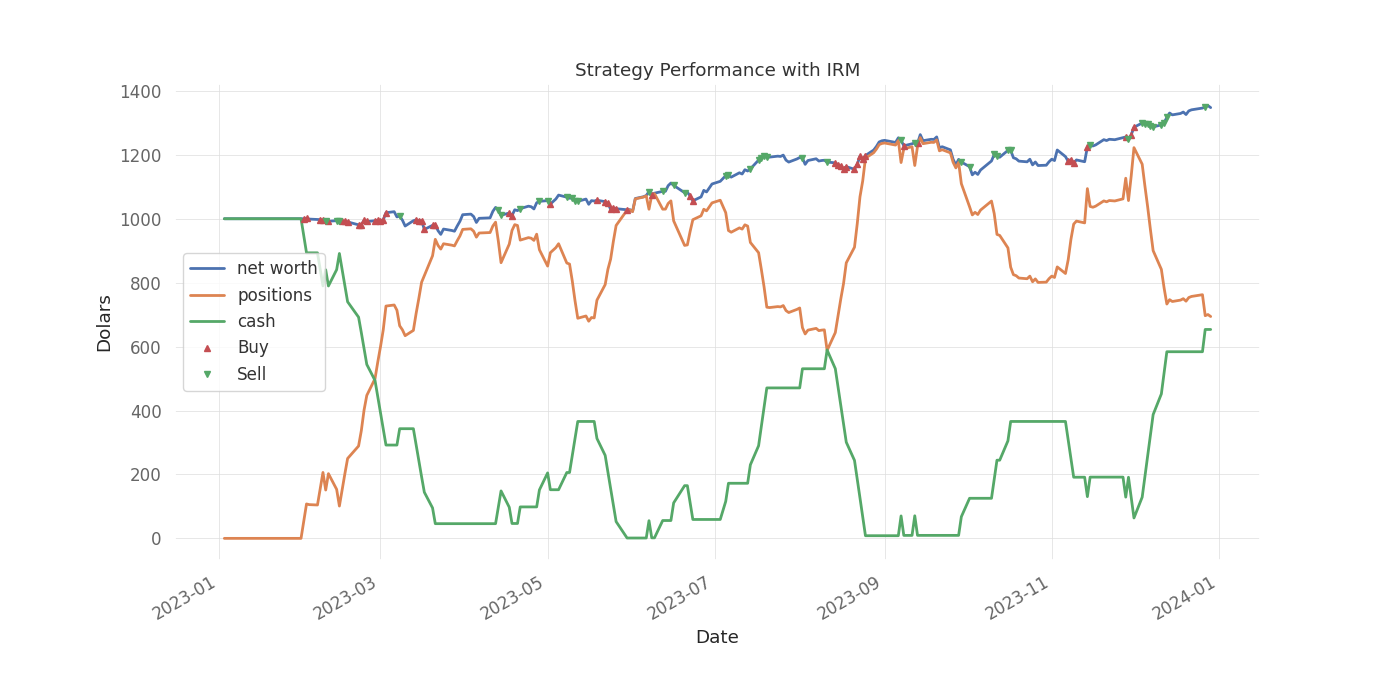 Strategy Performance with IRM
1400
1200
1000
800
600
400
200
0
Dolars
net worth
positions
cash
Buy
Sell
2023-01
2023-03
2023-05
2023-07
2023-09
2023-11
2024-01
Date